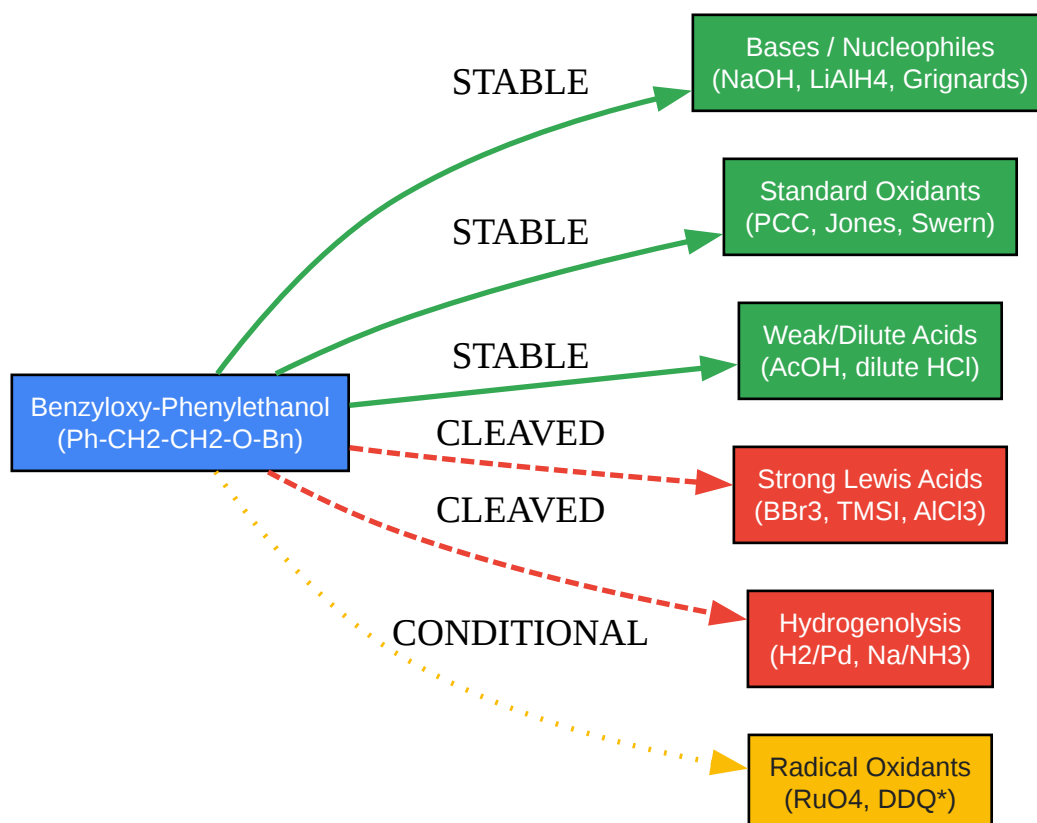 Bases / Nucleophiles
(NaOH, LiAlH4, Grignards)
STABLE
Standard Oxidants
(PCC, Jones, Swern)
STABLE
Weak/Dilute Acids
(AcOH, dilute HCl)
STABLE
Benzyloxy-Phenylethanol
(Ph-CH2-CH2-O-Bn)
CLEAVED
Strong Lewis Acids
(BBr3, TMSI, AlCl3)
CLEAVED
Hydrogenolysis
(H2/Pd, Na/NH3)
CONDITIONAL
Radical Oxidants
(RuO4, DDQ*)